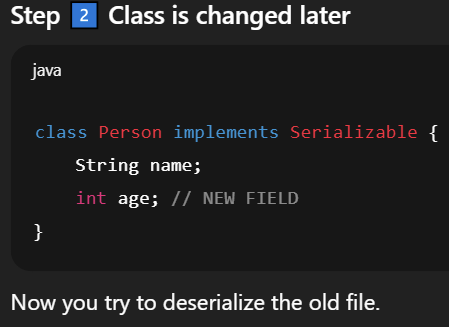 Step 2 Class is changed later
java
class Person implements Serializable {
    String name;
    int age; // NEW FIELD
}
Now you try to deserialize the old file.